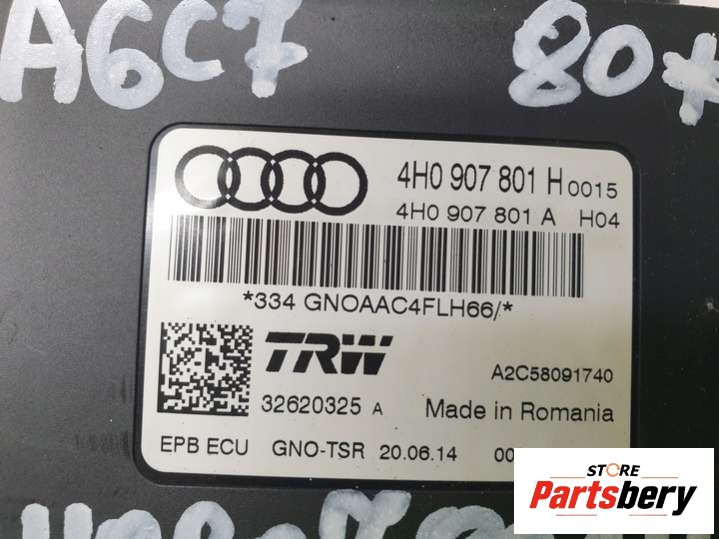 A6C7 80*
4H0 907 801 H 0015
4H0 907 801 A H04
*334 GNOAAC4FLH66/*
TRW
A2C58091740
32620325 A Made in Romania
EPB ECU GNO-TSR 20.06.14
STORE
Partsbery